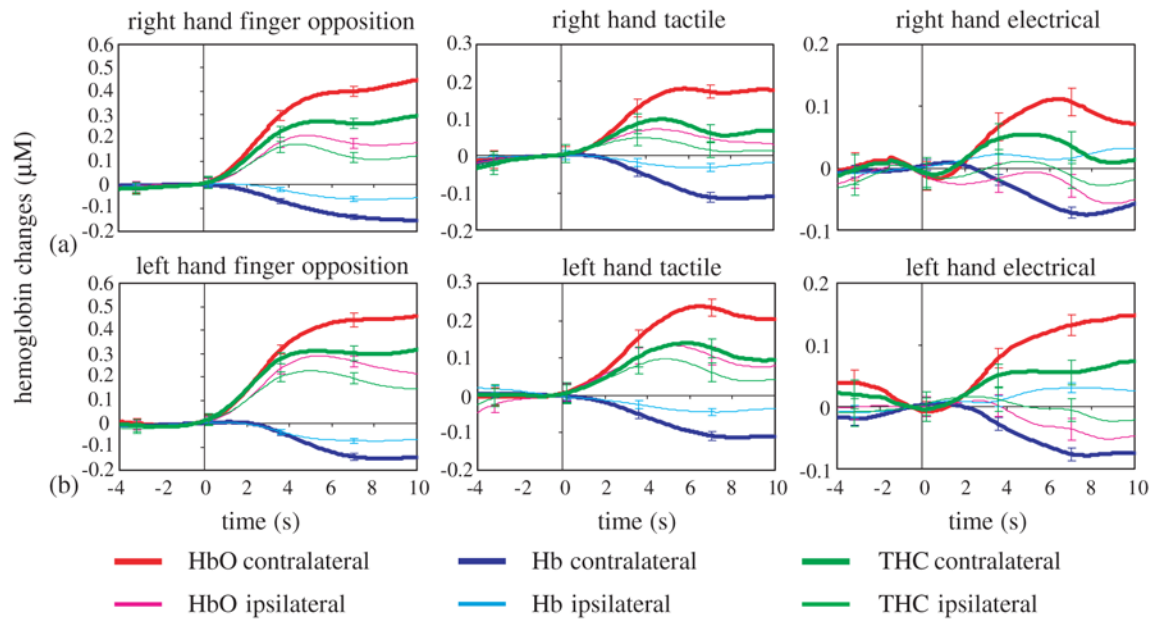 right hand finger opposition
right hand tactile
right hand electrical
0.6
0.5
0.4
0.3
0.2
0.1
0
-0.1
-0.2
0.3
0.2
0.1
0
-0.1
-0.2
0.2
0.1
0
-0.1
(a)
hemoglobin changes (µM)
left hand finger opposition
left hand tactile
left hand electrical
0.6
0.5
0.4
0.3
0.2
0.1
0
-0.1
-0.2
0.3
0.2
0.1
0
-0.1
-0.2
0.2
0.1
0
-0.1
(b)
-4 -2 0 2 4 6 8 10
-4 -2 0 2 4 6 8 10
-4 -2 0 2 4 6 8 10
time (s)
time (s)
time (s)
HbO contralateral
Hb contralateral
THC contralateral
HbO ipsilateral
Hb ipsilateral
THC ipsilateral